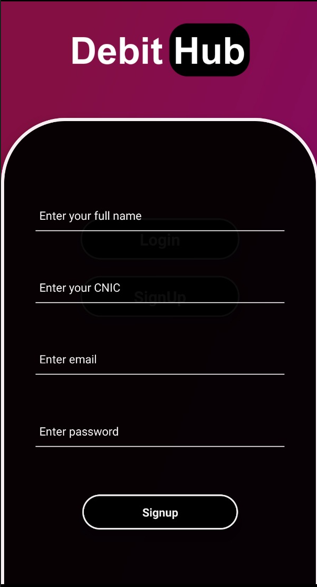 Debit Hub
Enter your full name
Login
Enter your CNIC
SignUp
Enter email
Enter password
Signup